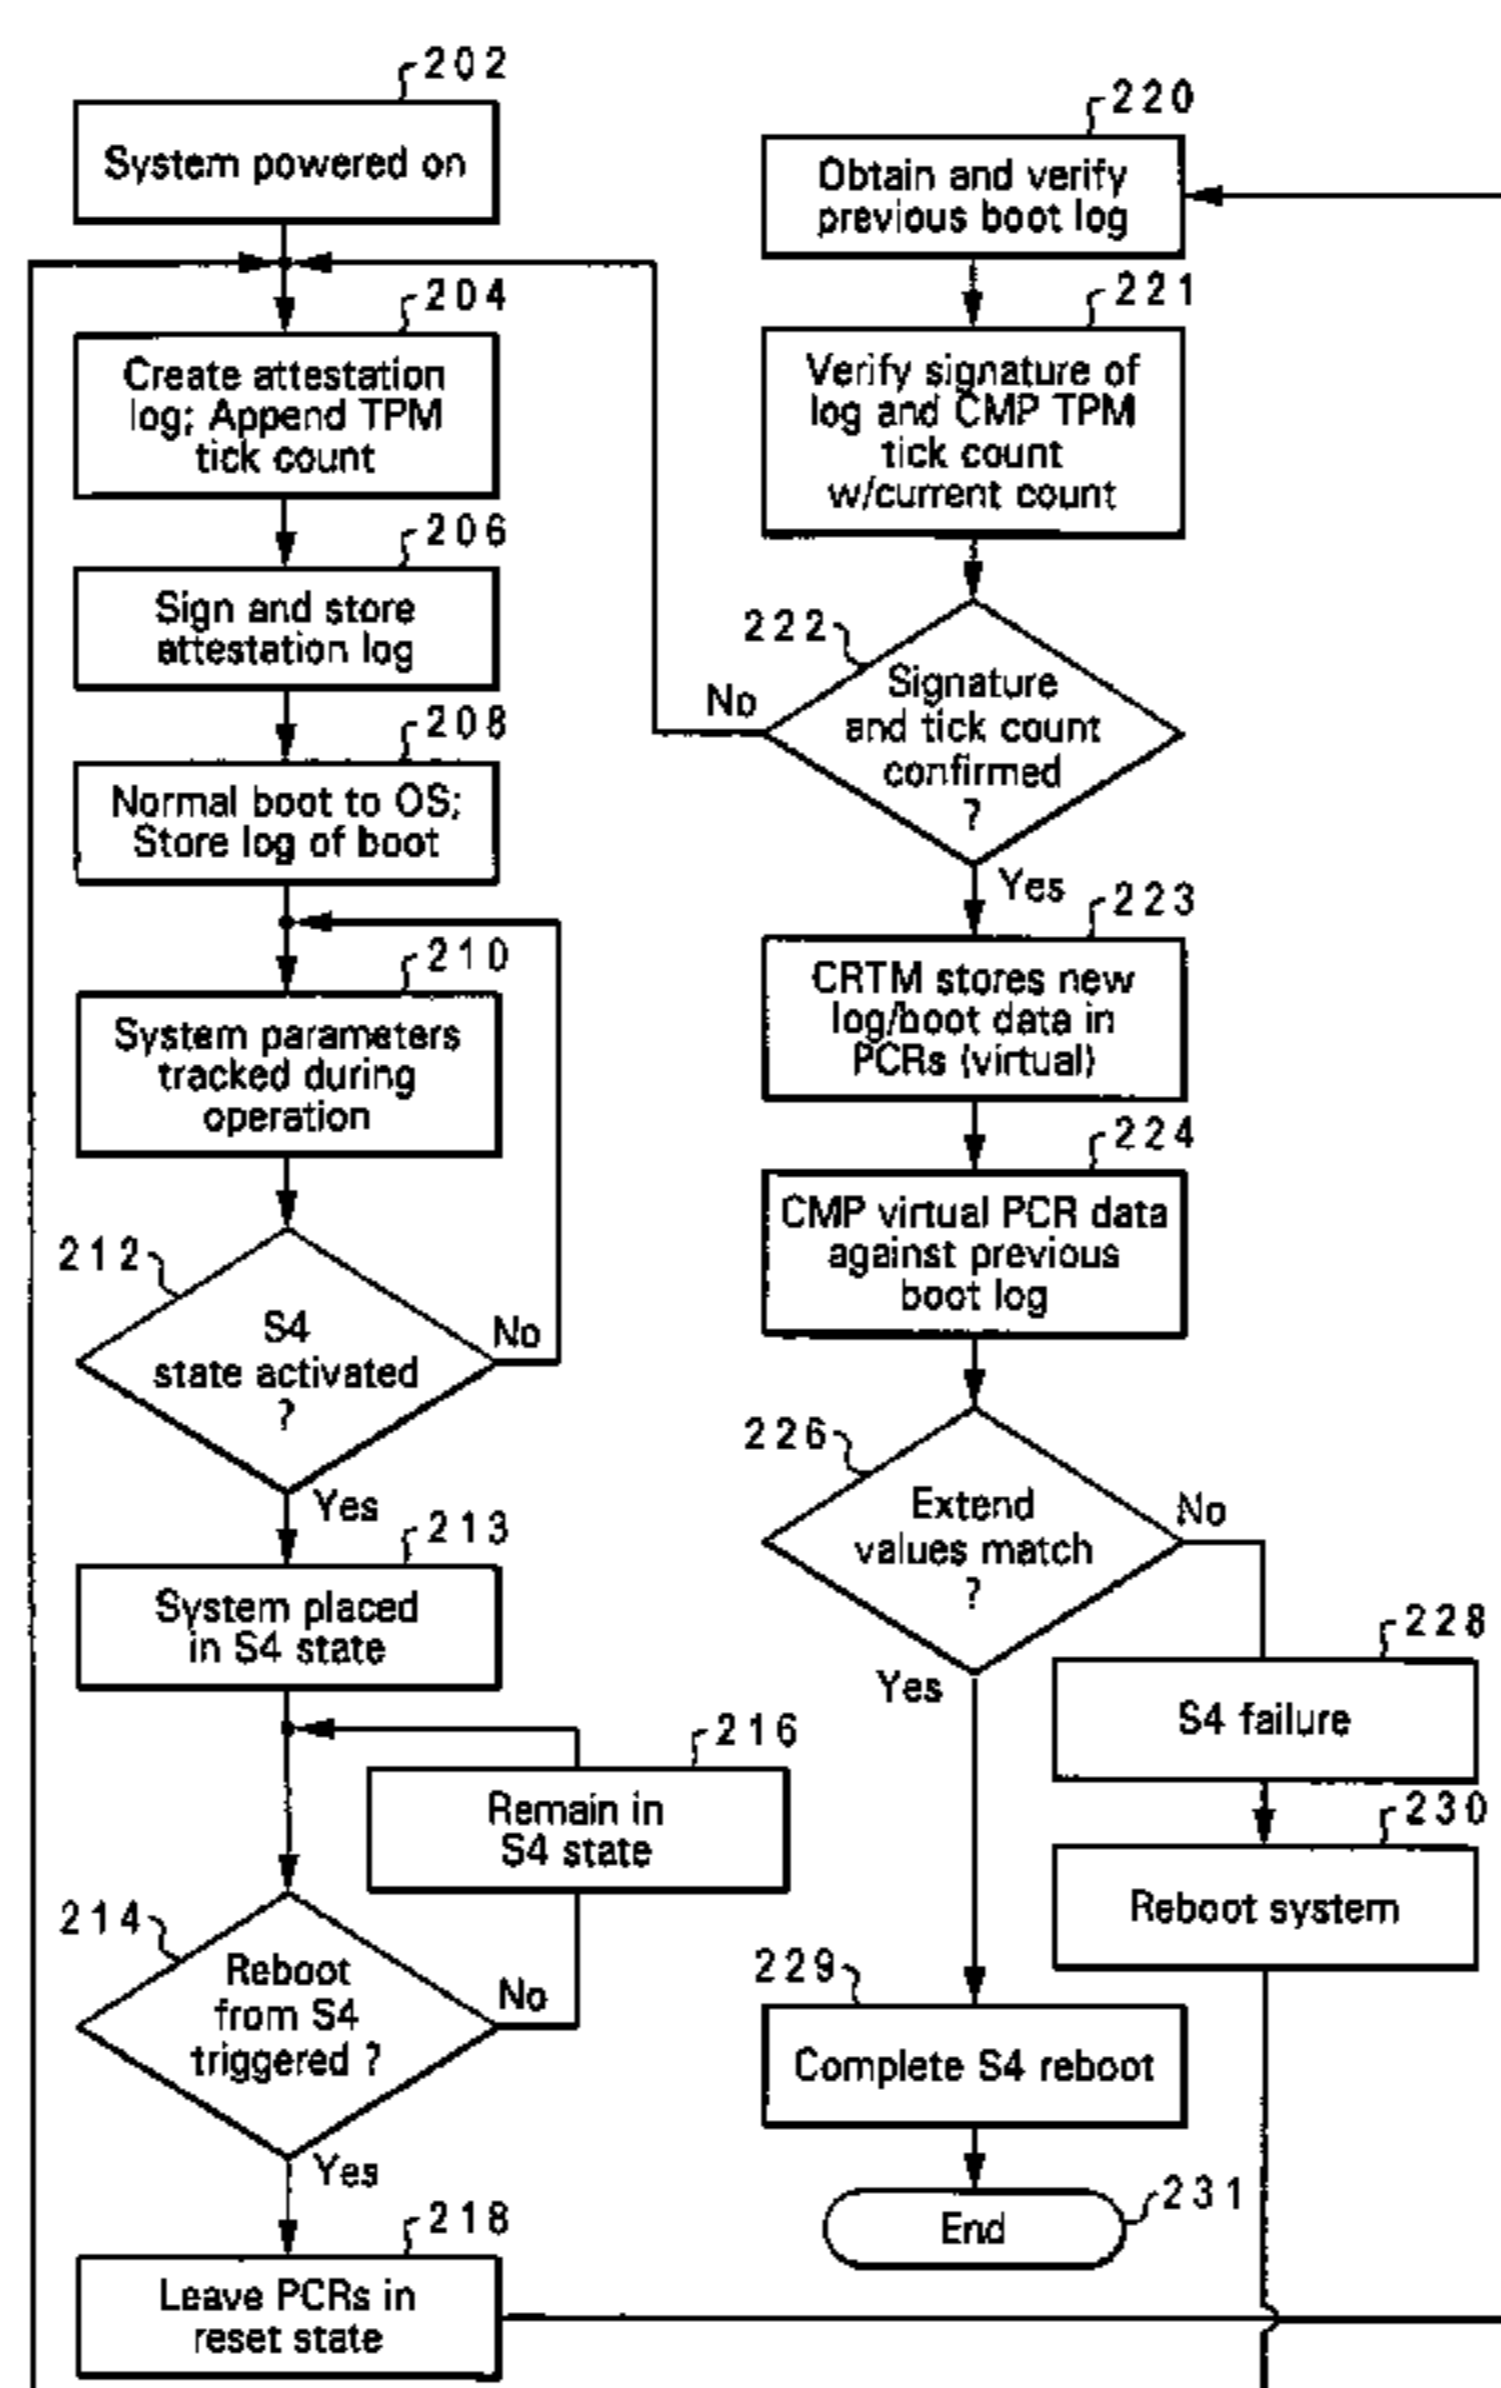 202
System powered on
204
Create attestation
log; Append TPM
tick count
206
Sign and store
attestation log
208
Normal boot to OS;
Store log of boot
210
System parameters
tracked during
operation
212
S4
state activated
?
No
Yes
213
System placed
in S4 state
216
Remain in
S4 state
214
Reboot
from S4
triggered ?
No
Yes
218
Leave PCRs in
reset state
220
Obtain and verify
previous boot log
221
Verify signature of
log and CMP TPM
tick count
w/current count
222
Signature
and tick count
confirmed
?
No
Yes
223
CRTM stores new
log/boot data in
PCRs (virtual)
224
CMP virtual PCR data
against previous
boot log
226
Extend
values match
?
No
Yes
228
S4 failure
230
Reboot system
229
Complete S4 reboot
231
End